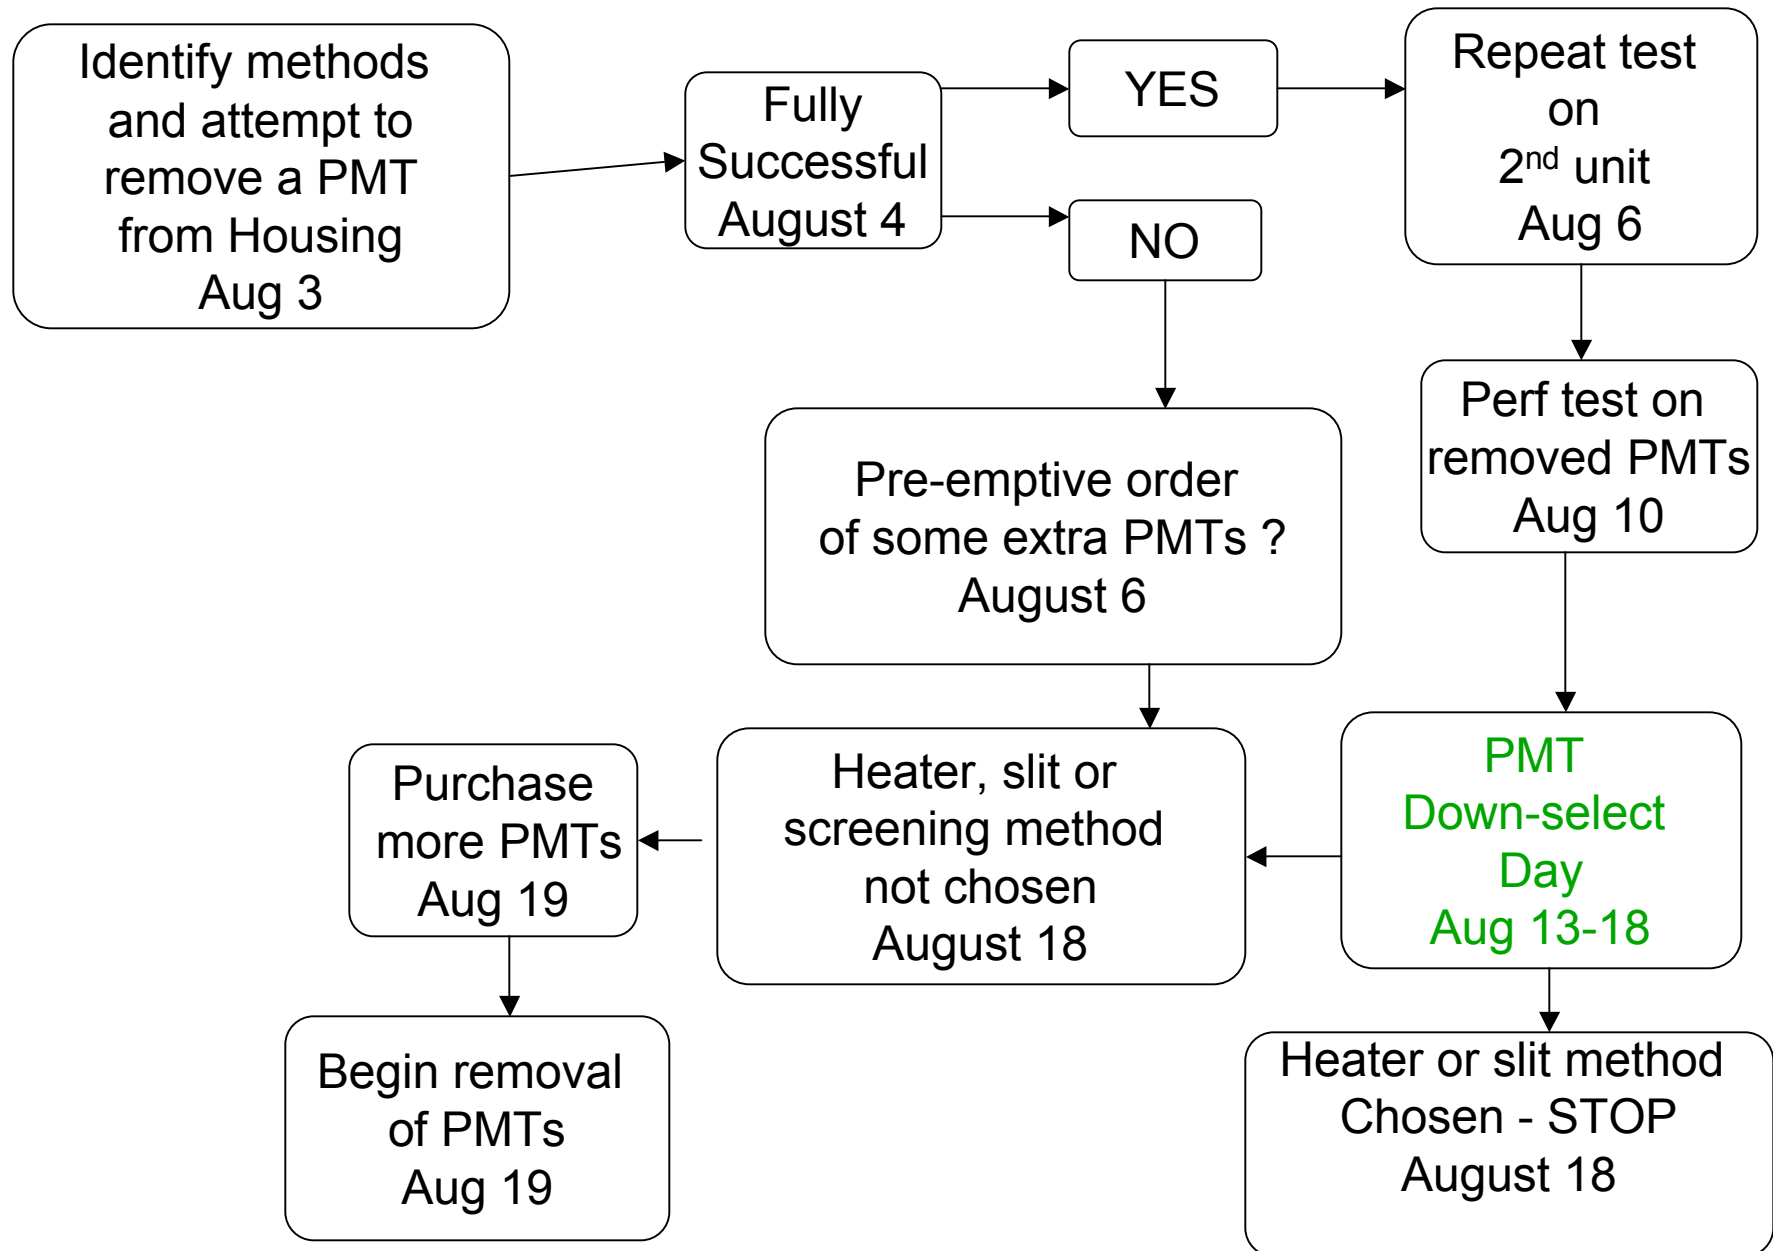 Identify methods
and attempt to
remove a PMT
from Housing
Aug 3
Fully
Successful
August 4
YES
NO
Repeat test
on
2nd unit
Aug 6
Perf test on
removed PMTs
Aug 10
Pre-emptive order
of some extra PMTs ?
August 6
PMT
Down-select
Day
Aug 13-18
Heater, slit or
screening method
not chosen
August 18
Purchase
more PMTs
Aug 19
Begin removal
of PMTs
Aug 19
Heater or slit method
Chosen - STOP
August 18